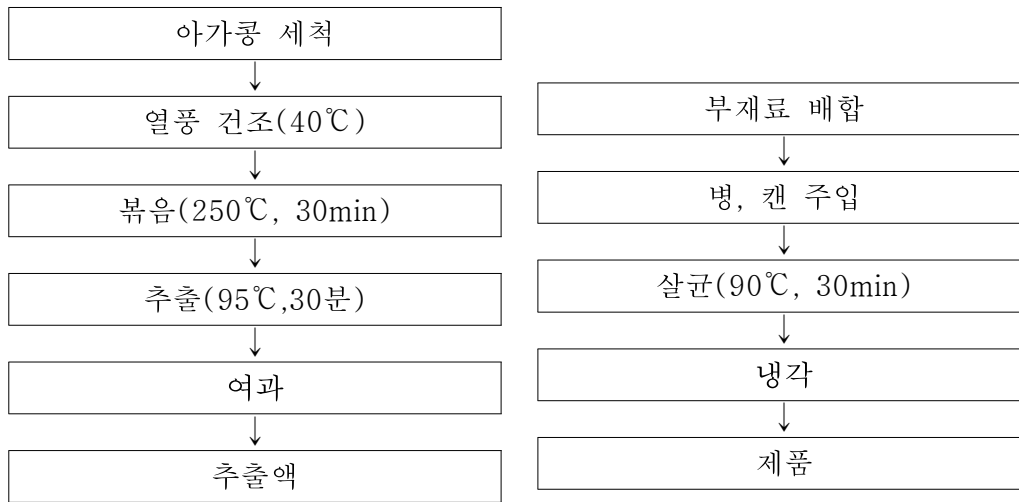 아가콩 세척
열풍 건조(40℃)
볶음(250℃, 30min)
추출(95℃,30분)
여과
추출액
부재료 배합
병, 캔 주입
살균(90℃, 30min)
냉각
제품